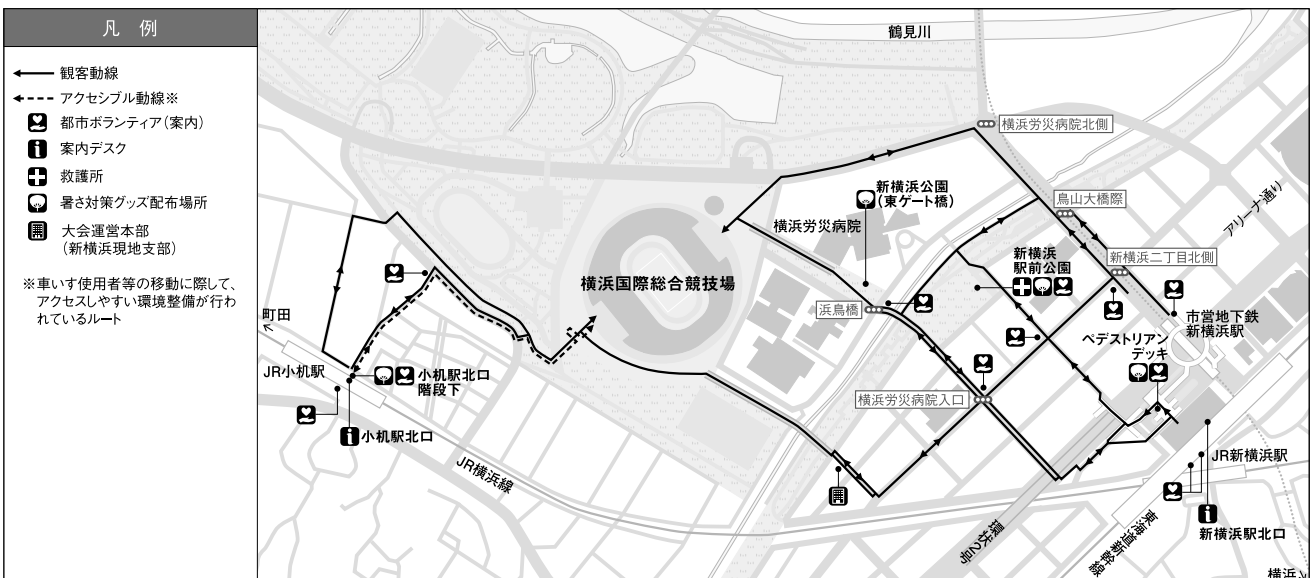 凡 例
観客動線
アクセシブル動線※
都市ボランティア（案内）
案内デスク
救護所
暑さ対策グッズ配布場所
大会運営本部
（新横浜現地支部）
※車いす使用者等の移動に際して、
アクセスしやすい環境整備が行わ
れているルート
鶴見川
横浜労災病院北側
新横浜公園
（東ゲート橋）
鳥山大橋際
アリーナ通り
横浜労災病院
新横浜
駅前公園
新横浜二丁目北側
横浜国際総合競技場
浜鳥橋
市営地下鉄
新横浜駅
ペデストリアン
デッキ
町田
JR小机駅
小机駅北口
階段下
横浜労災病院入口
小机駅北口
JR横浜線
JR新横浜駅
環状2号
東海道新幹線
新横浜駅北口
横浜